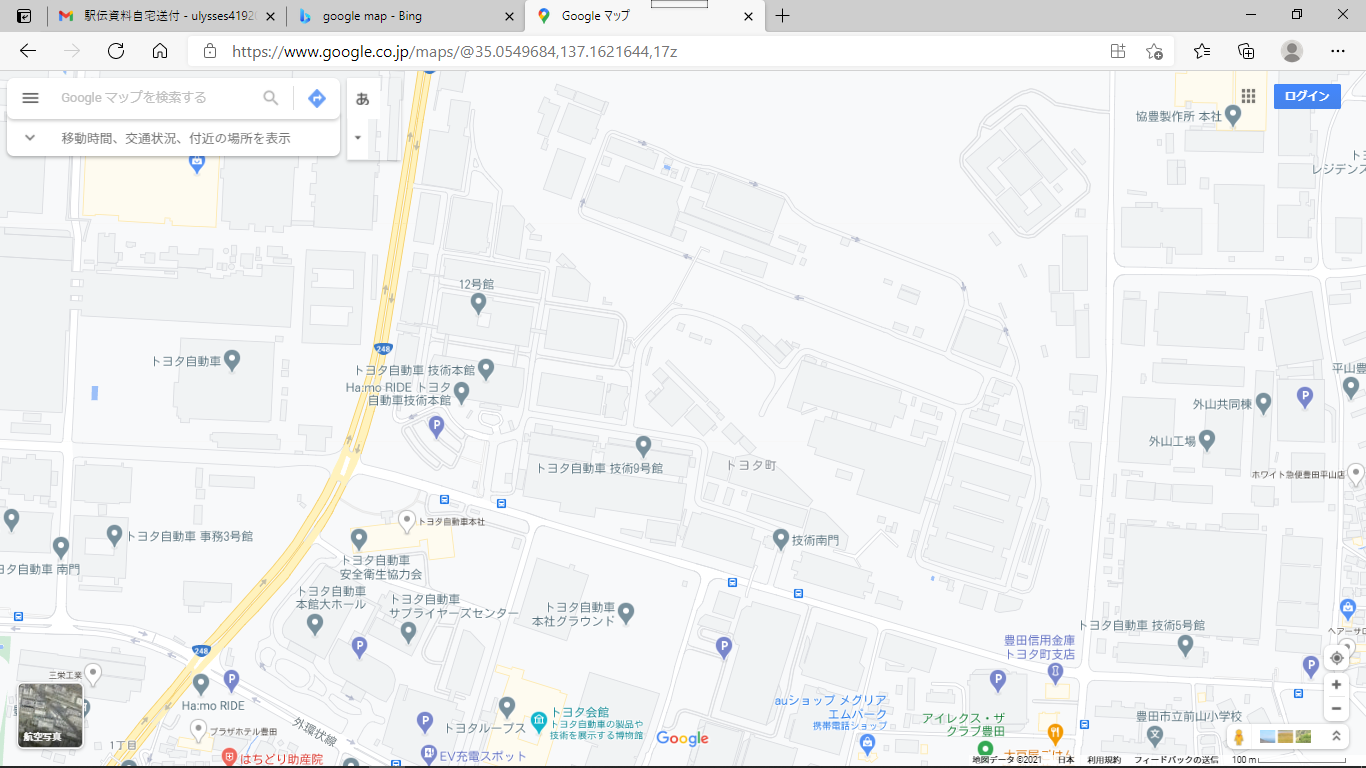 駅伝資料自宅送付 - ulysses4192
google map - Bing
Google マップ
https://www.google.co.jp/maps/@35.0549684,137.1621644,17z
Google マップを検索する
あ
ログイン
移動時間、交通状況、付近の場所を表示
協豊製作所 本社
レジデンス
12号館
248
トヨタ自動車
トヨタ自動車 技術本館
Ha:mo RIDE トヨタ
自動車技術本館
P
平山豊
外山共同棟
P
外山工場
トヨタ自動車 技術9号館
トヨタ町
ホワイト急便豊田平山店
トヨタ自動車本社
トヨタ自動車 事務3号館
技術南門
トヨタ自動車
安全衛生協力会
タ自動車 南門
トヨタ自動車
本館大ホール
トヨタ自動車
サプライヤーズセンター
トヨタ自動車
本社グラウンド
トヨタ自動車 技術5号館
ヘアーサロ
豊田信用金庫
トヨタ町支店
P
P
248
三栄工業
P
P
P
Ha:mo RIDE
auショップ メグリア
エムパーク
携帯電話ショップ
トヨタ会館
トヨタ自動車の製品や
技術を展示する博物館
トヨタループス
P
アイレクス・ザ
クラブ豊田
豊田市立前山小学校
航空写真
外環状線
プラザホテル豊田
1丁目
はちどり助産院
EV充電スポット
Google
大豆屋ごはん
地図データ ©2021
日本
利用規約
フィードバックの送信
100 m